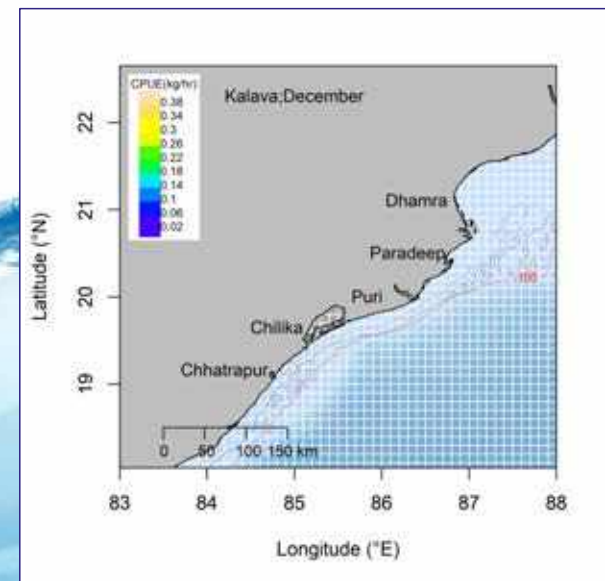 CPUE(kg/hr)
0.38
0.34
0.3
0.26
0.22
0.18
0.14
0.1
0.06
0.02
Kalava;December
Dhamra
Paradeep
Puri
Chilika
Chhatrapur
0 50 100 150 km
22
21
20
19
Latitude (°N)
83 84 85 86 87 88
Longitude (°E)